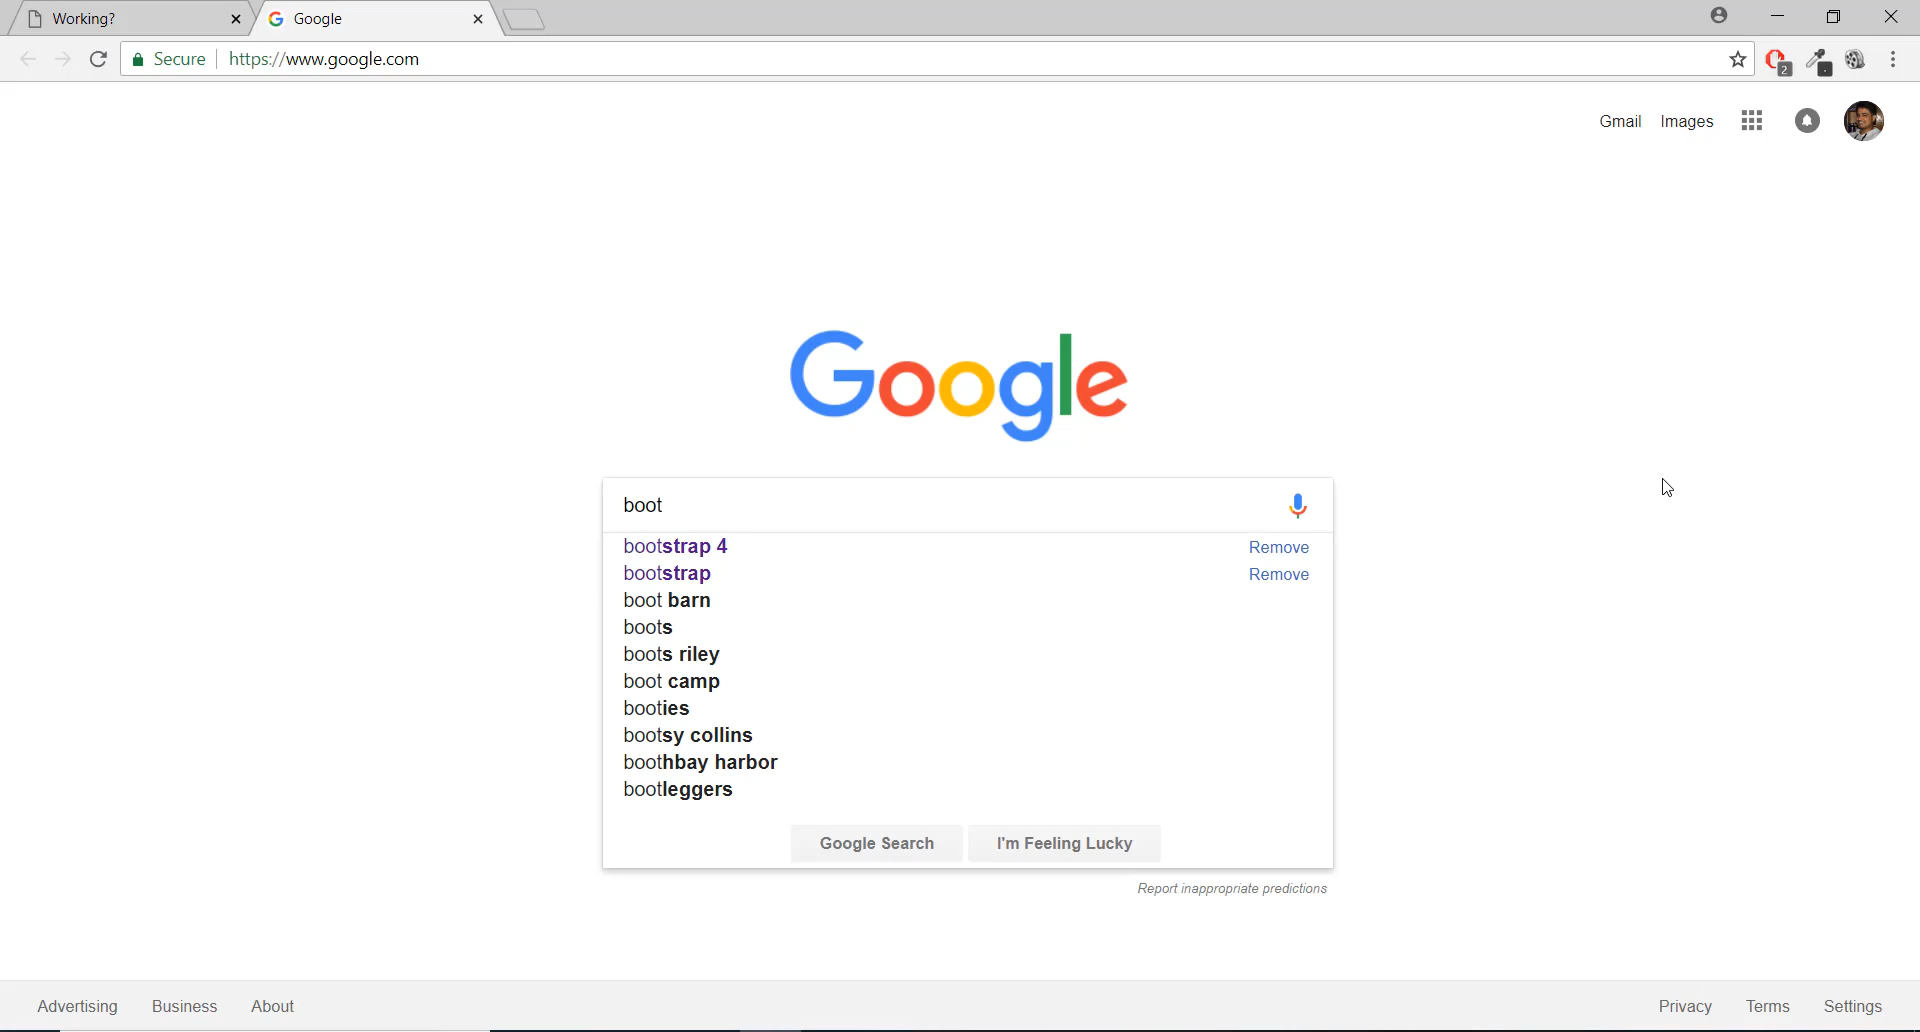 Working?
Google
Secure https://www.google.com
2
Gmail Images
Google
boot
bootstrap 4 Remove
bootstrap Remove
boot barn
boots
boots riley
boot camp
booties
bootsy collins
boothbay harbor
bootleggers
Google Search I'm Feeling Lucky
Report inappropriate predictions
Advertising Business About Privacy Terms Settings